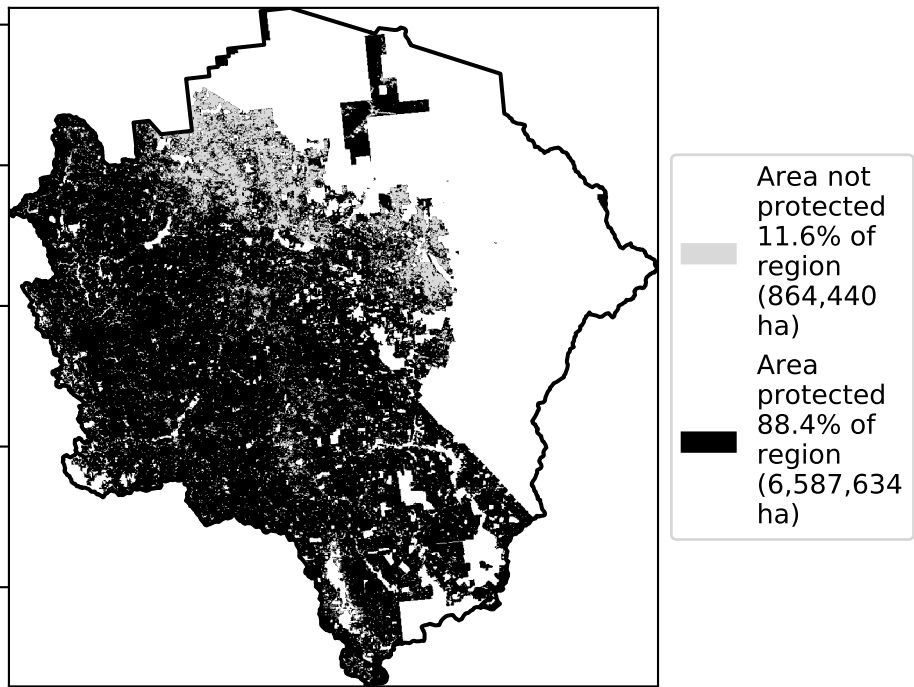 Area not
protected
11.6% of
region
(864,440
ha)
Area
protected
88.4% of
region
(6,587,634
ha)